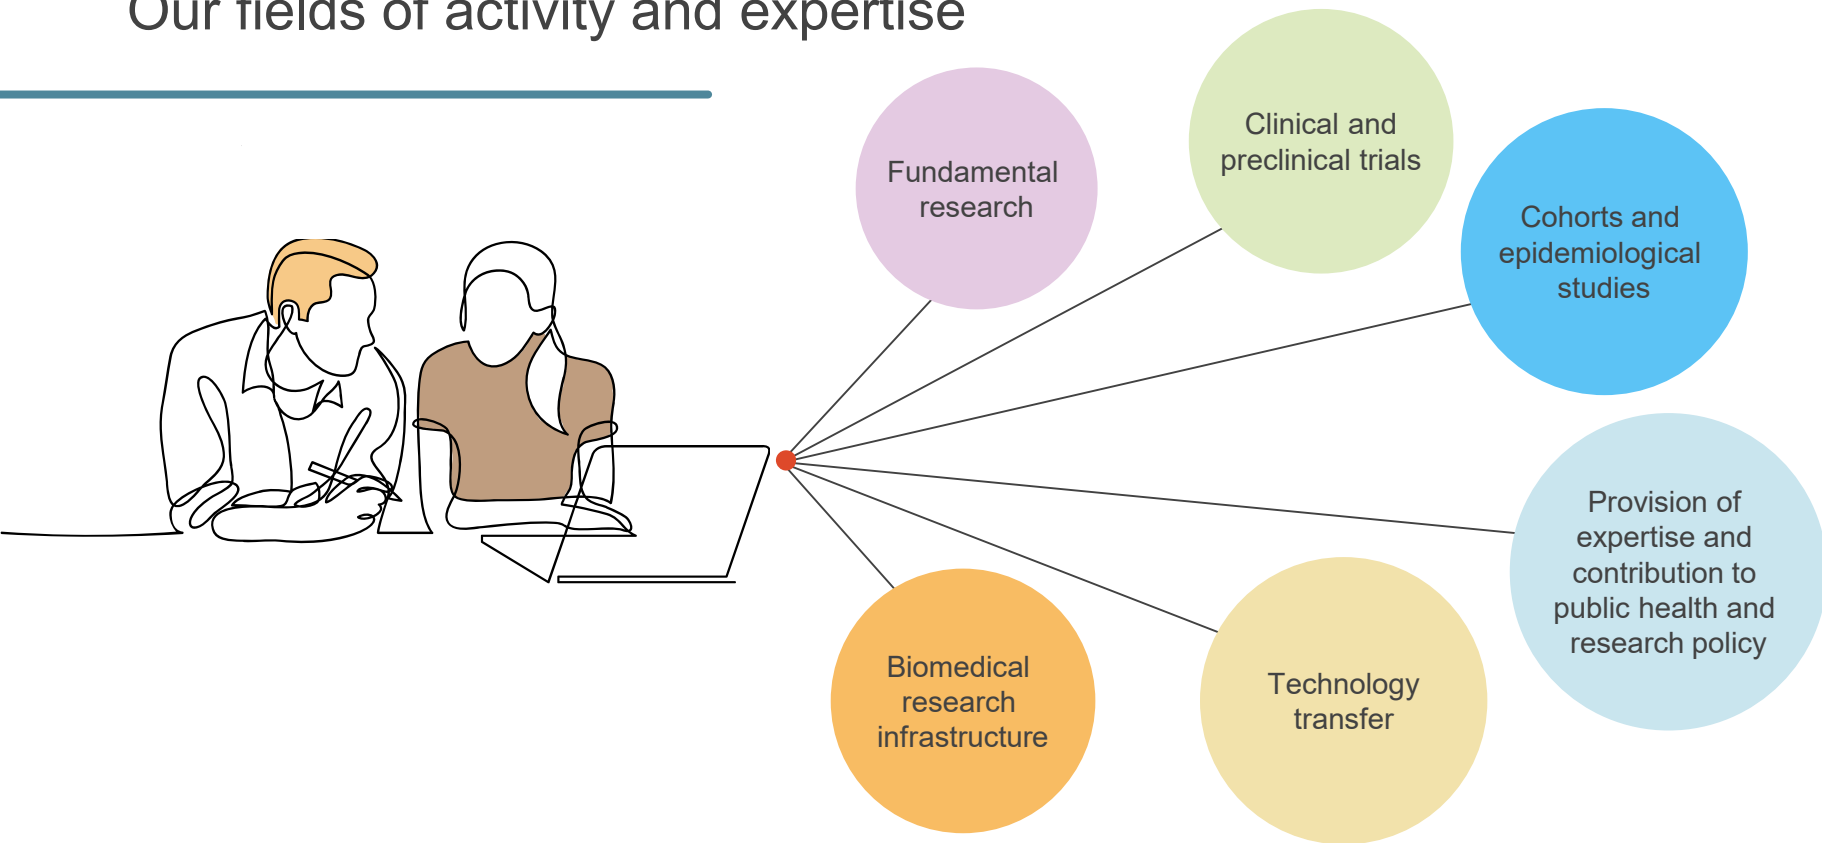 Our fields of activity and expertise
Fundamental
research
Clinical and
preclinical trials
Cohorts and
epidemiological
studies
Provision of
expertise and
contribution to
public health and
research policy
Technology
transfer
Biomedical
research
infrastructure